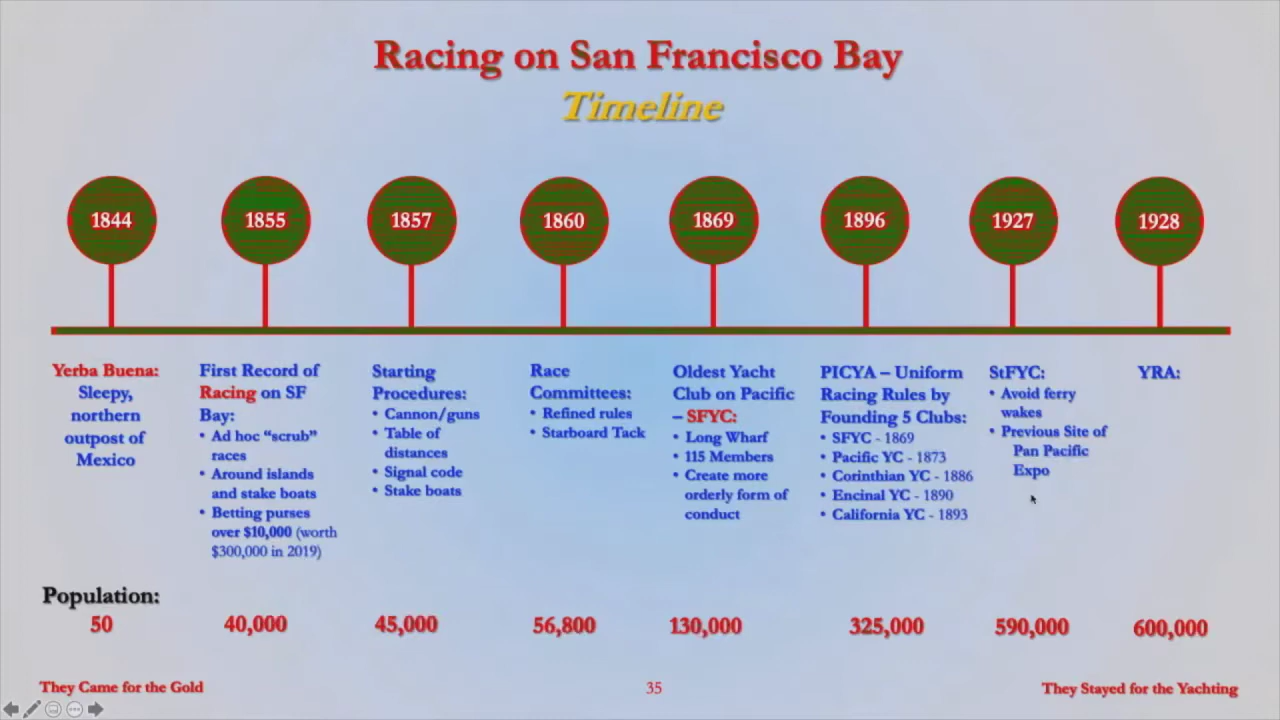 Racing on San Francisco Bay
Timeline
1844
1855
1857
1860
1869
1896
1927
1928
Yerba Buena:
Sleepy,
northern
outpost of
Mexico
First Record of
Racing on SF
Bay:
• Ad hoc “scrub”
races
• Around islands
and stake boats
• Betting purses
over $10,000 (worth
$300,000 in 2019)
Starting
Procedures:
• Cannon/guns
• Table of
distances
• Signal code
• Stake boats
Race
Committees:
• Refined rules
• Starboard Tack
Oldest Yacht
Club on Pacific
– SFYC:
• Long Wharf
• 115 Members
• Create more
orderly form of
conduct
PICYA – Uniform
Racing Rules by
Founding 5 Clubs:
• SFYC - 1869
• Pacific YC - 1873
• Corinthian YC - 1886
• Encinal YC - 1890
• California YC - 1893
StFYC:
• Avoid ferry
wakes
• Previous Site of
Pan Pacific
Expo
YRA:
Population:
50
40,000
45,000
56,800
130,000
325,000
590,000
600,000
They Came for the Gold
35
They Stayed for the Yachting